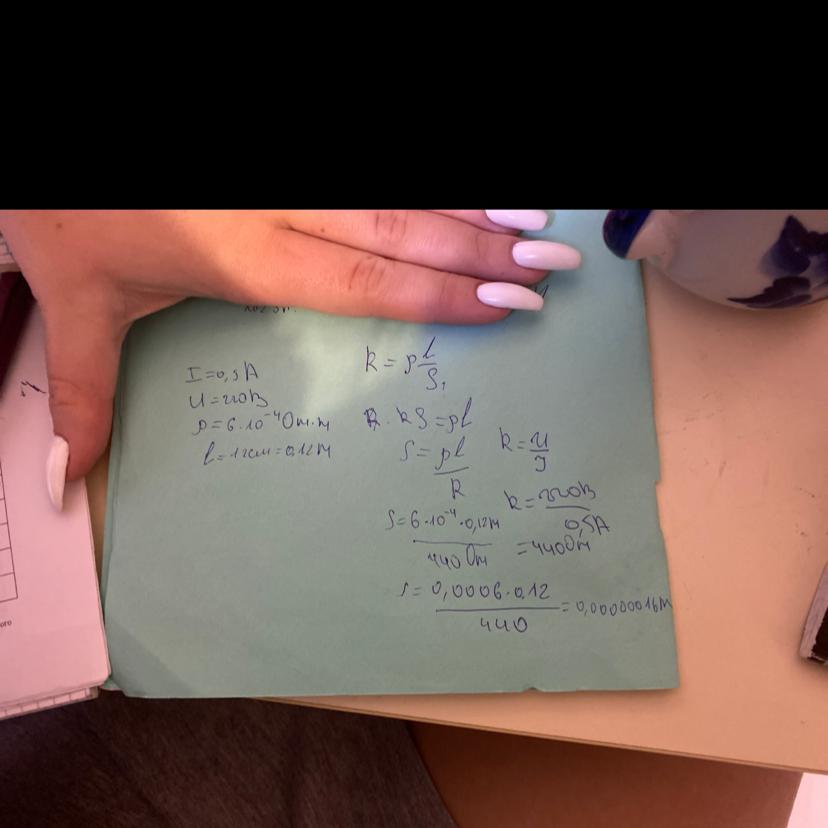 I=0,5A
U=220В
ρ=6·10⁻⁴Ом·м
l=12см=0,12м
R=ρ l/S,
R·RS=ρl
S=ρl/R
R=U/I
R=220В/0,5А
=440Ом
S=6·10⁻⁴·0,12м/440Ом
S=0,0006·0,12/440=0,00000016м